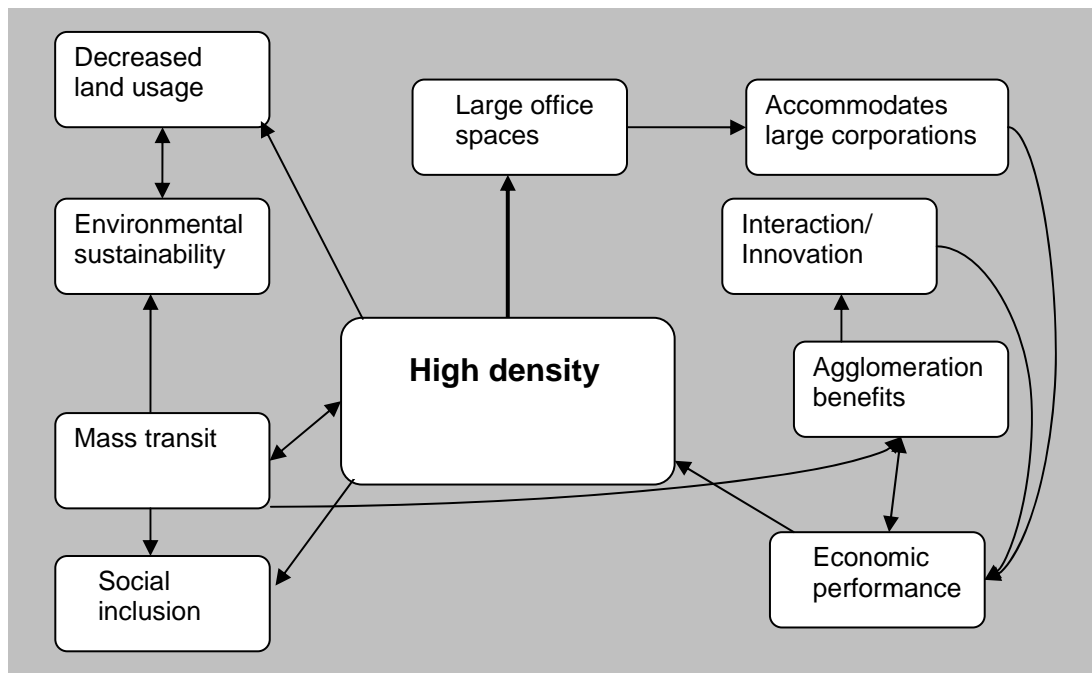 Decreased
land usage
Large office
spaces
Accommodates
large corporations
Environmental
sustainability
Interaction/
Innovation
High density
Agglomeration
benefits
Mass transit
Economic
performance
Social
inclusion